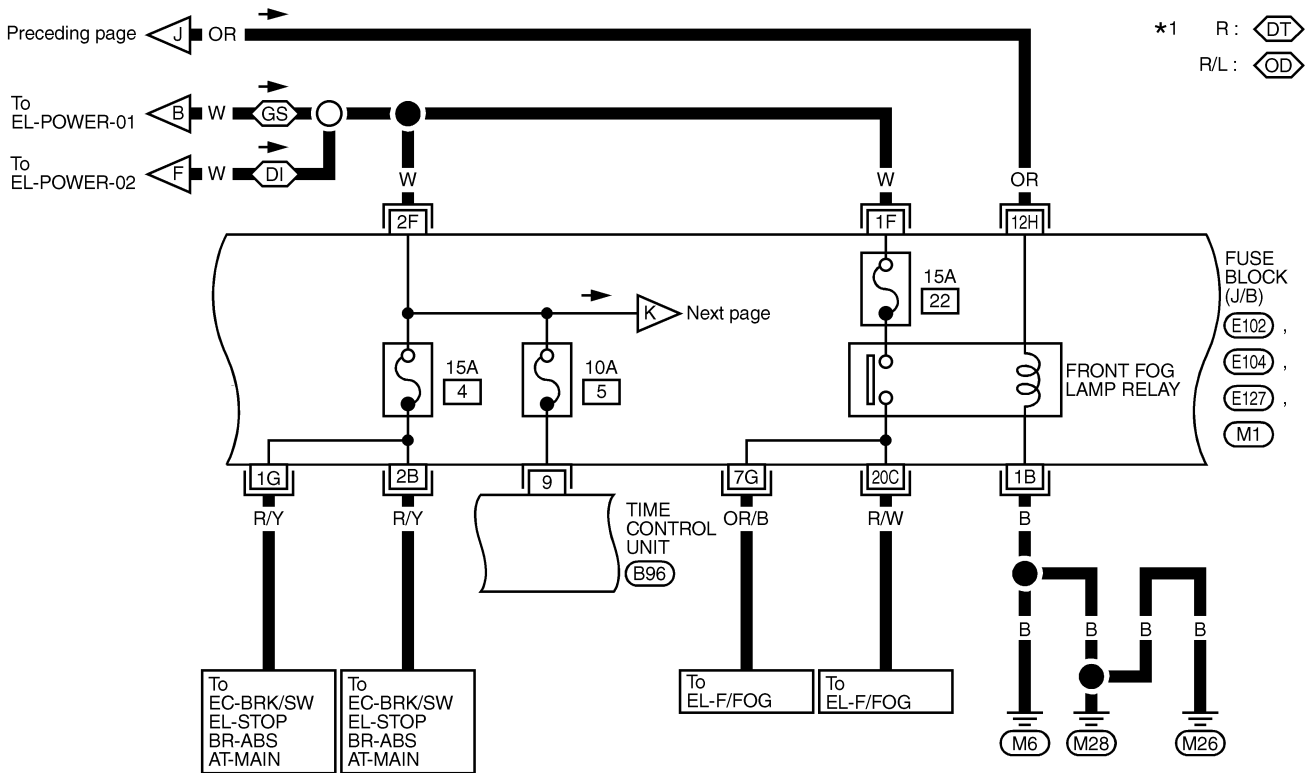 Preceding page J OR
*1 R : DT
R/L : OD
To
EL-POWER-01 B W GS
To
EL-POWER-02 F W DI
W W OR
2F 1F 12H
FUSE
BLOCK
(J/B)
E102 ,
E104 ,
E127 ,
M1
15A
22
K Next page
15A
4
10A
5
FRONT FOG
LAMP RELAY
1G 2B 9 7G 20C 1B
R/Y R/Y OR/B R/W B
TIME
CONTROL
UNIT
B96
B B B B
To
EC-BRK/SW
EL-STOP
BR-ABS
AT-MAIN
To
EC-BRK/SW
EL-STOP
BR-ABS
AT-MAIN
To
EL-F/FOG
To
EL-F/FOG
M6 M28 M26